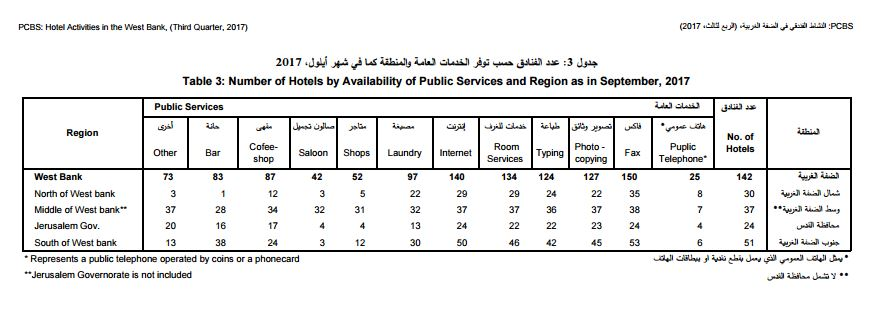 PCBS: Hotel Activities in the West Bank, (Third Quarter, 2017)
PCBS: النشاط الفندقي في الضفة الغربية، (الربع لثالث، 2017)
جدول 3: عدد الفنادق حسب توفر الخدمات العامة والمنطقة كما في شهر أيلول، 2017
Table 3: Number of Hotels by Availability of Public Services and Region as in September, 2017
Region Public Services الخدمات العامة عدد الفنادق No. of Hotels المنطقة
أخرى حانة مقهى صالون تجميل متاجر مصبغة إنترنت خدمات للغرف طباعة تصوير وثائق فاكس هاتف عمومي*
Other Bar Cofee-shop Saloon Shops Laundry Internet Room Services Typing Photo-copying Fax Puplic Telephone*
West Bank 73 83 87 42 52 97 140 134 124 127 150 25 142 الضفة الغربية
North of West bank 3 1 12 3 5 22 29 29 24 22 35 8 30 شمال الضفة الغربية
Middle of West bank** 37 28 34 32 31 32 37 37 36 37 38 7 37 وسط الضفة الغربية**
Jerusalem Gov. 20 16 17 4 4 13 24 22 22 23 24 4 24 محافظة القدس
South of West bank 13 38 24 3 12 30 50 46 42 45 53 6 51 جنوب الضفة الغربية
* Represents a public telephone operated by coins or a phonecard
* يمثل الهاتف العمومي الذي يعمل بقطع نقدية او ببطاقات الهاتف
**Jerusalem Governorate is not included
** لا تشمل محافظة القدس